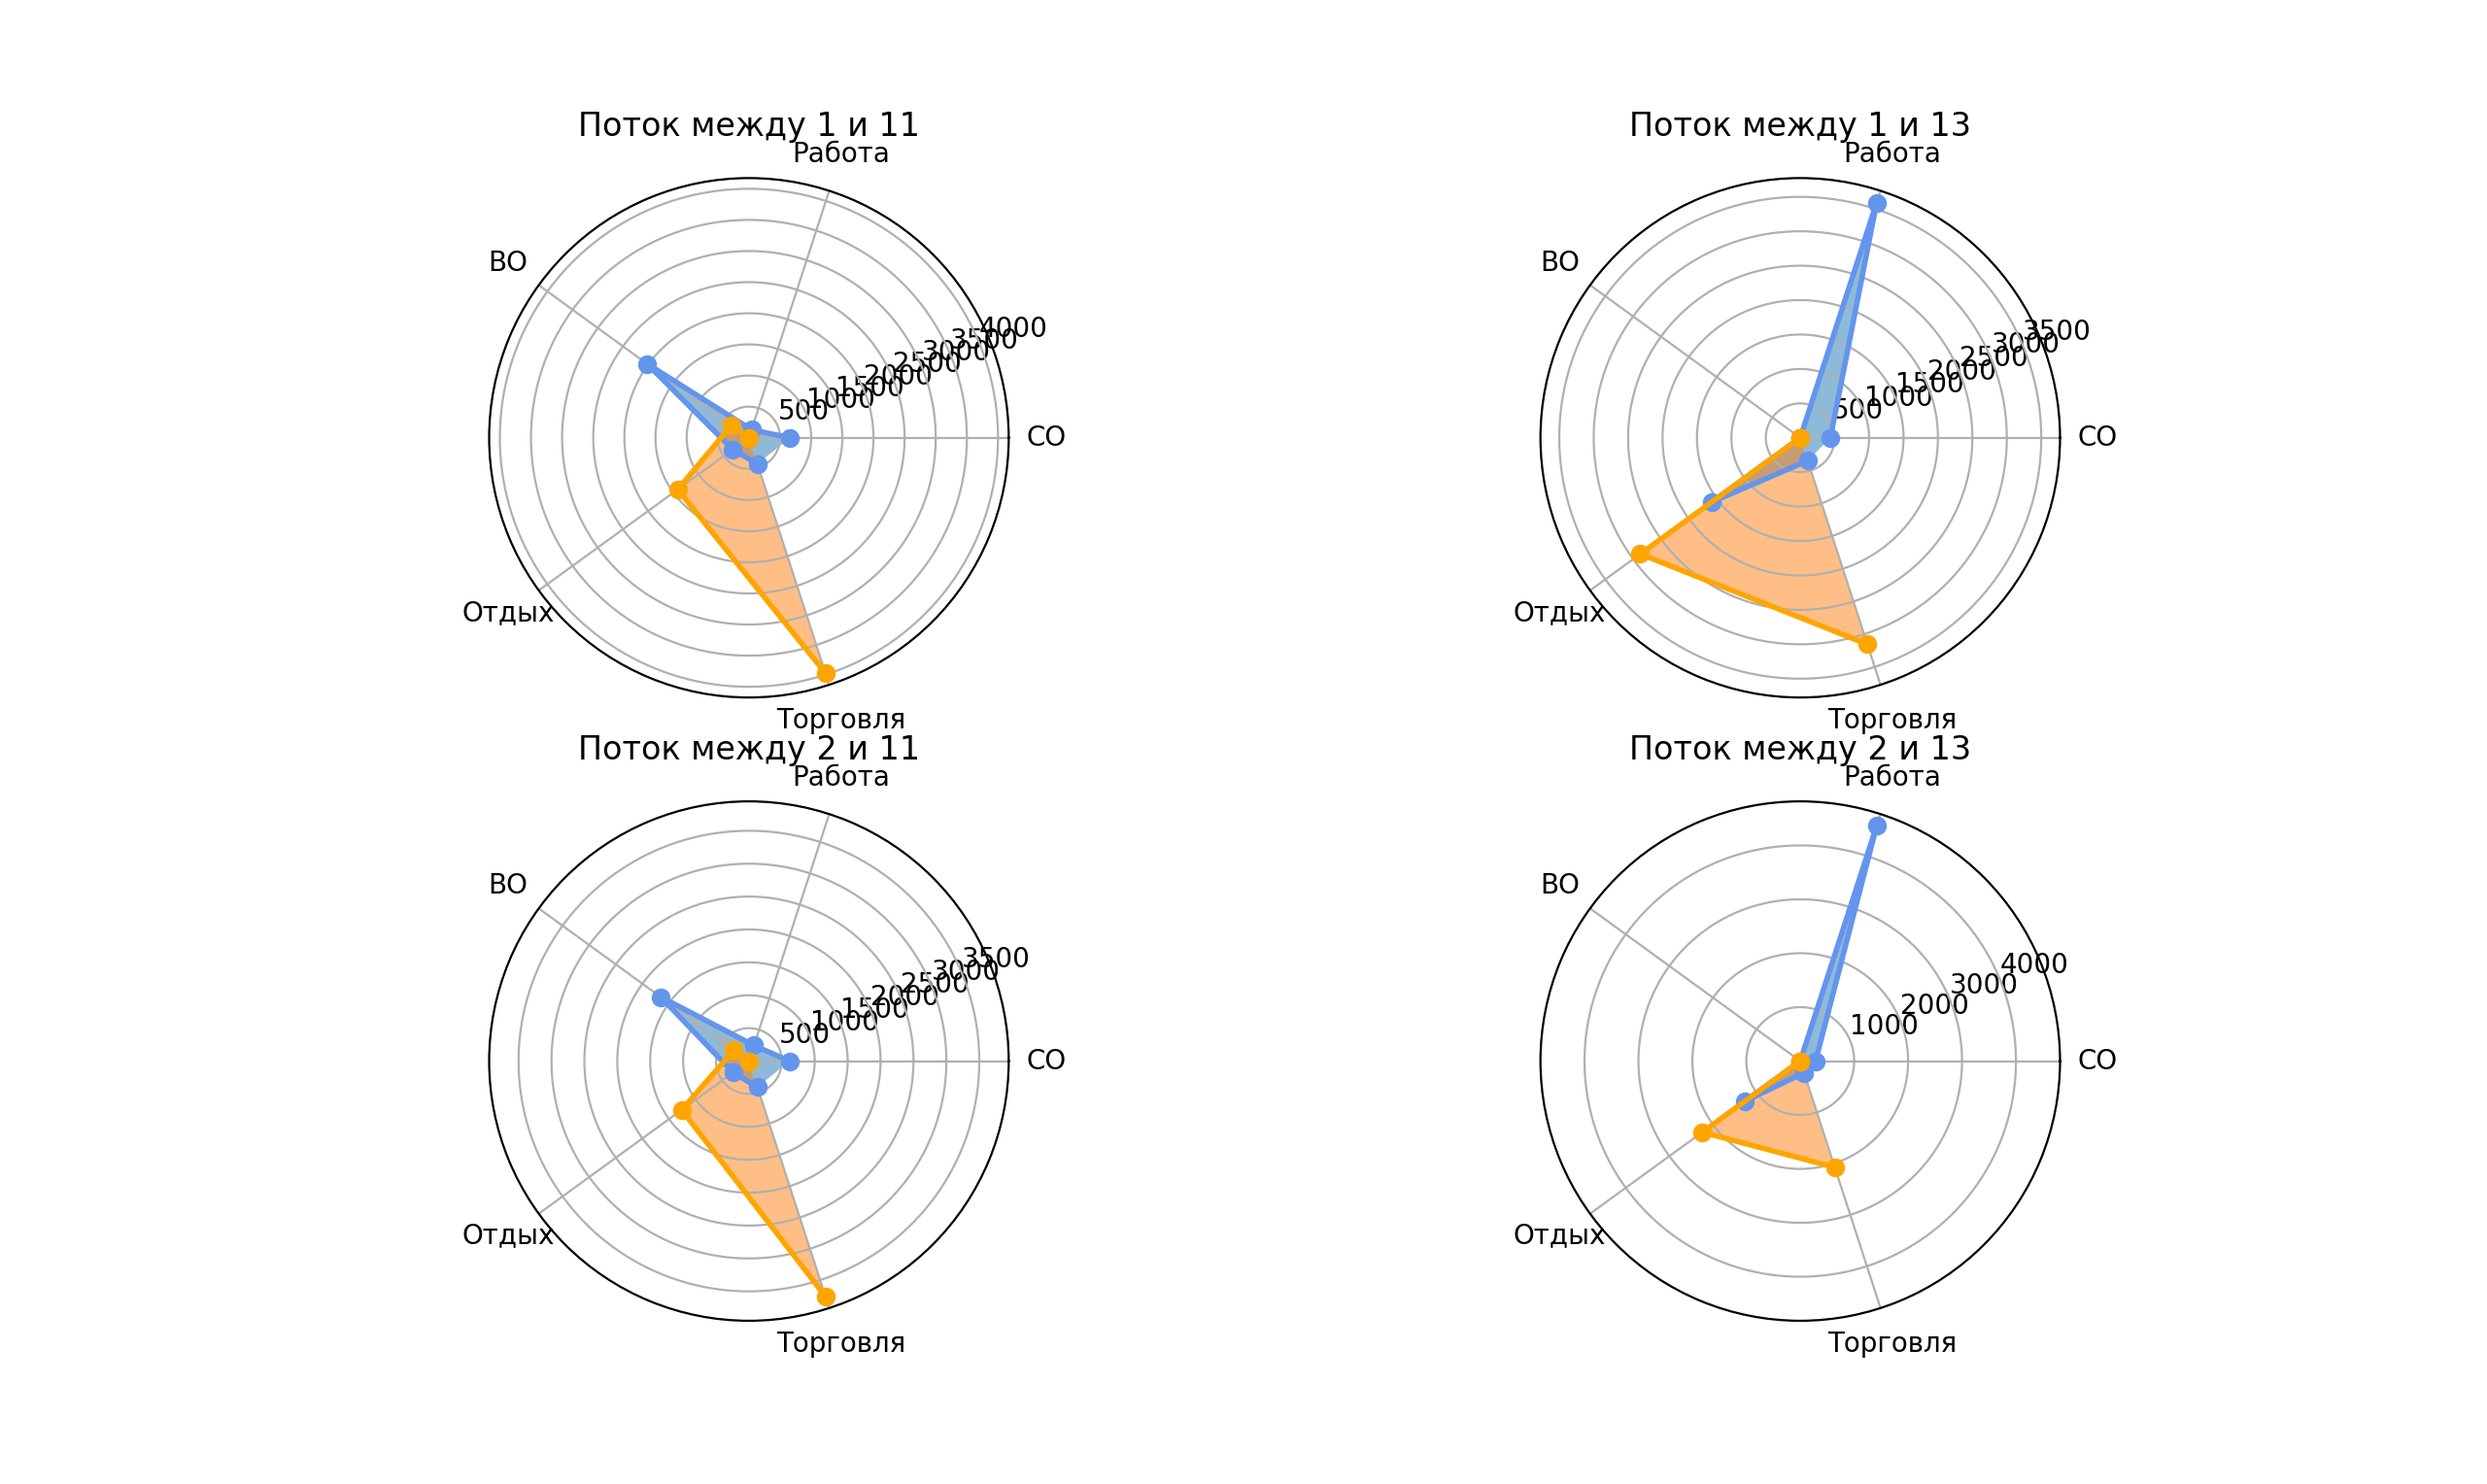 Поток между 1 и 11
Работа
ВО
4000
3500
3000
2500
2000
1500
1000
500
СО
Отдых
Торговля
Поток между 1 и 13
Работа
ВО
3500
3000
2500
2000
1500
1000
500
СО
Отдых
Торговля
Поток между 2 и 11
Работа
ВО
3500
3000
2500
2000
1500
1000
500
СО
Отдых
Торговля
Поток между 2 и 13
Работа
ВО
4000
3000
2000
1000
СО
Отдых
Торговля